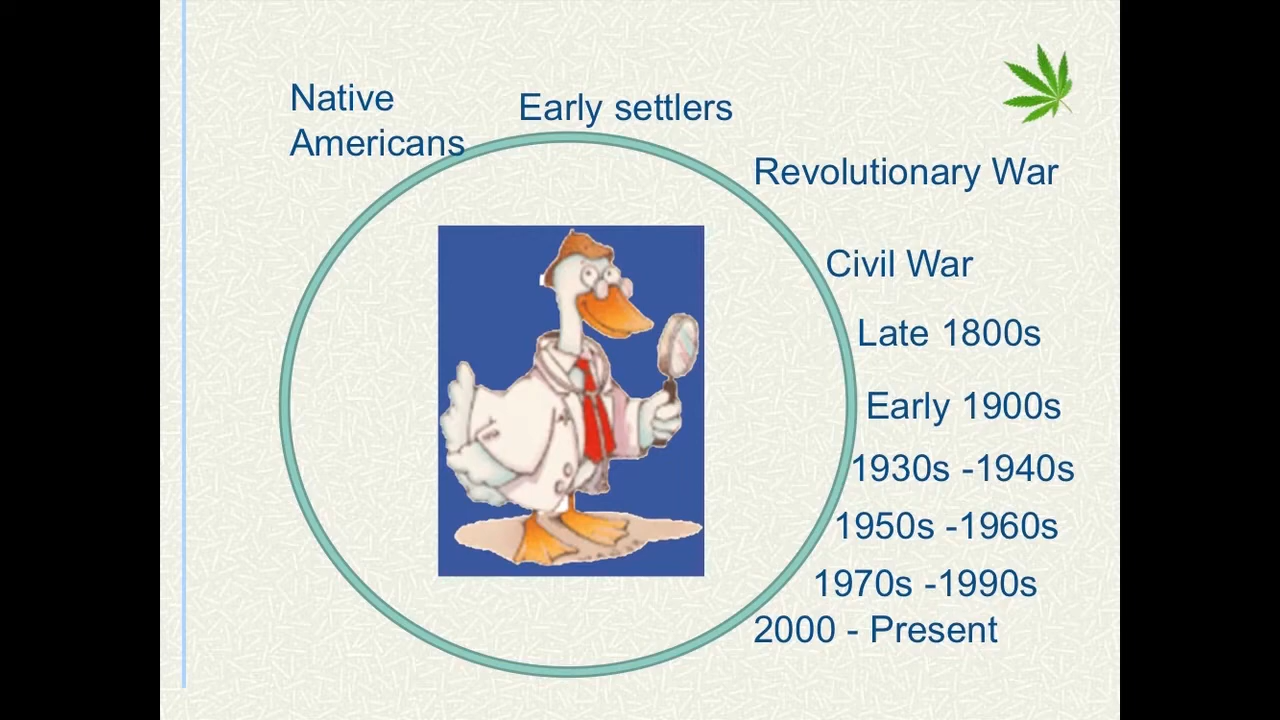 Native
Americans
Early settlers
Revolutionary War
Civil War
Late 1800s
Early 1900s
1930s -1940s
1950s -1960s
1970s -1990s
2000 - Present